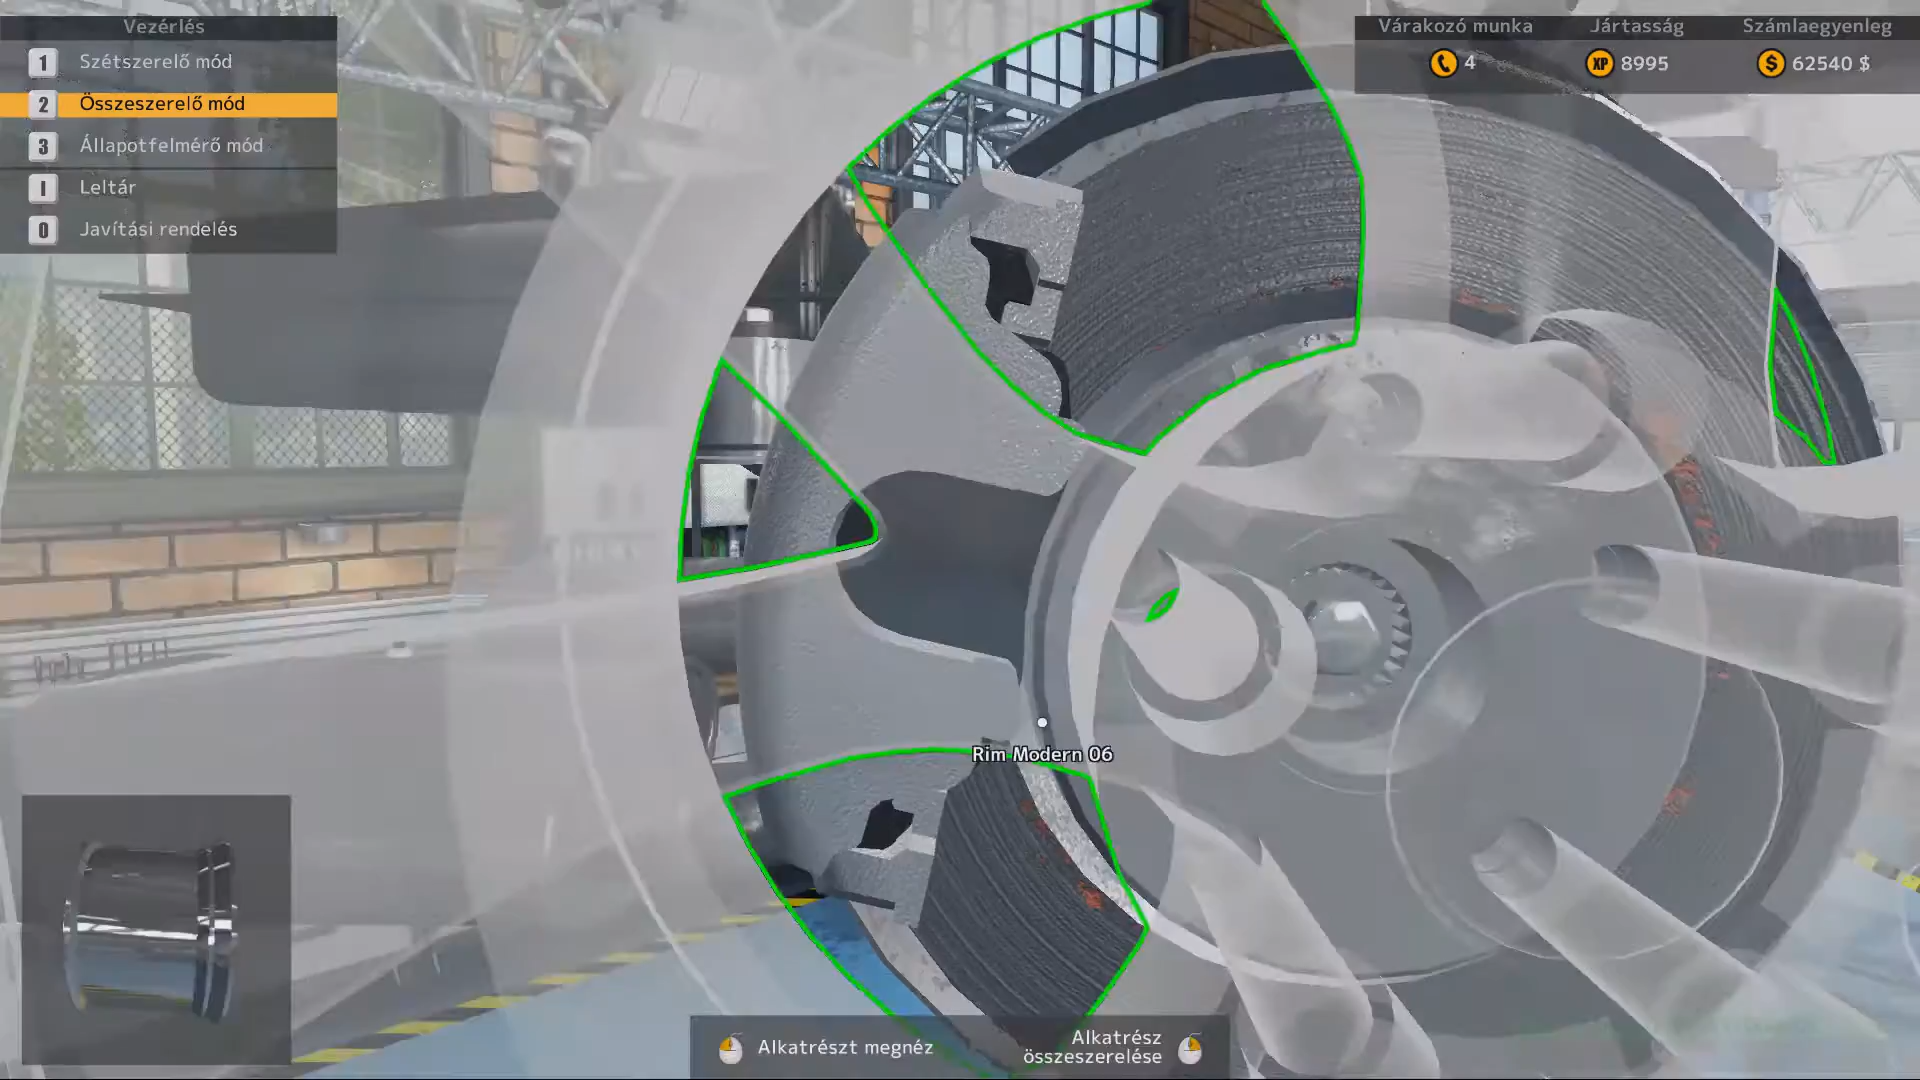 Vezérlés
1 Szétszerelő mód
2 Összeszerelő mód
3 Állapotfelmérő mód
I Leltár
0 Javítási rendelés
Várakozó munka Jártasság Számlaegyenleg
4 XP 8995 $ 62540 $
Rim Modern 06
Alkatrészt megnéz
Alkatrész
összeszerelése